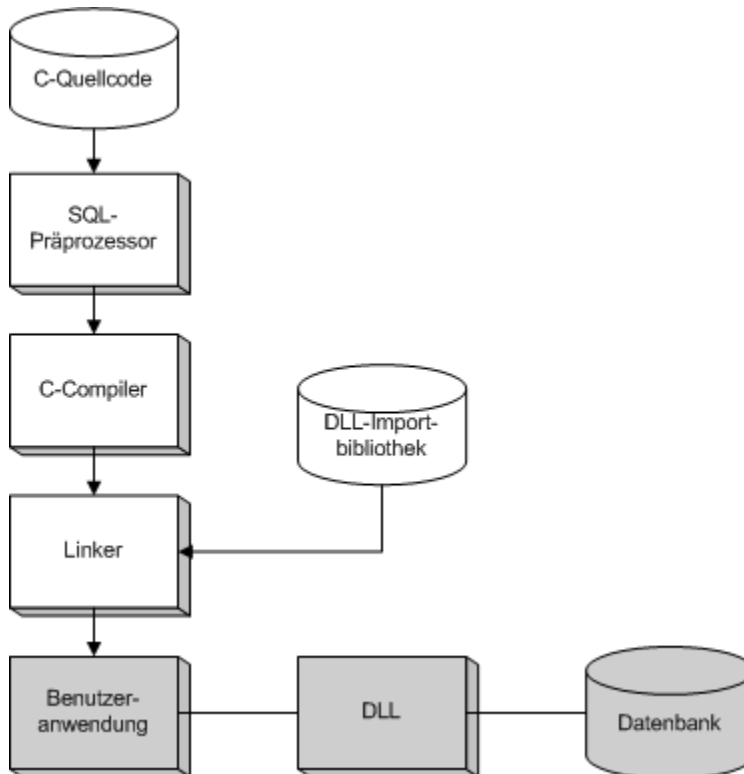 C-Quellcode
SQL-
Präprozessor
C-Compiler
DLL-Import-
bibliothek
Linker
Benutzer-
anwendung
DLL
Datenbank